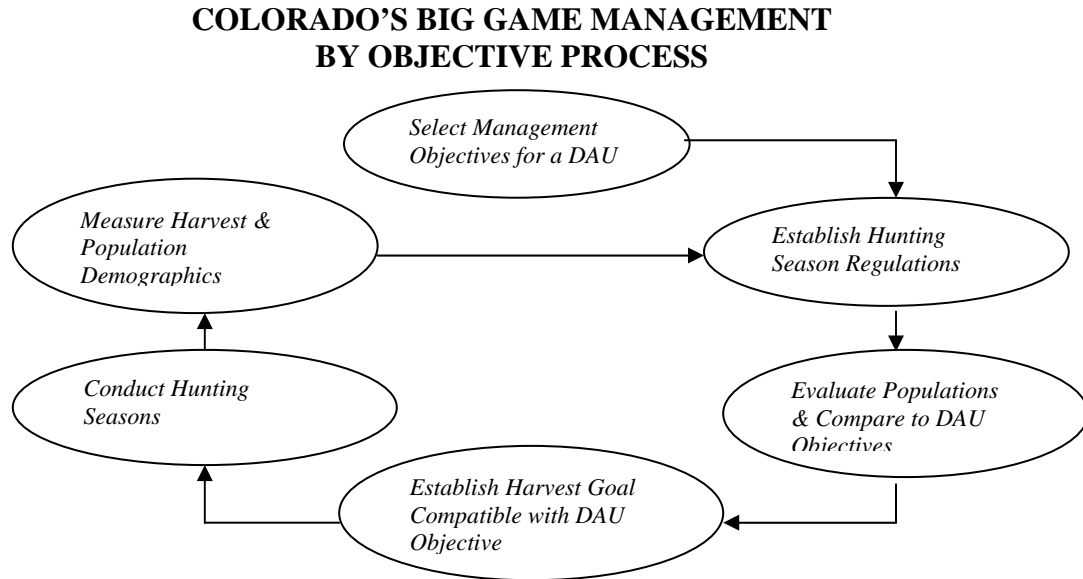 COLORADO’S BIG GAME MANAGEMENT
BY OBJECTIVE PROCESS
Select Management
Objectives for a DAU
Measure Harvest &
Population
Demographics
Establish Hunting
Season Regulations
Conduct Hunting
Seasons
Evaluate Populations
& Compare to DAU
Objectives
Establish Harvest Goal
Compatible with DAU
Objective